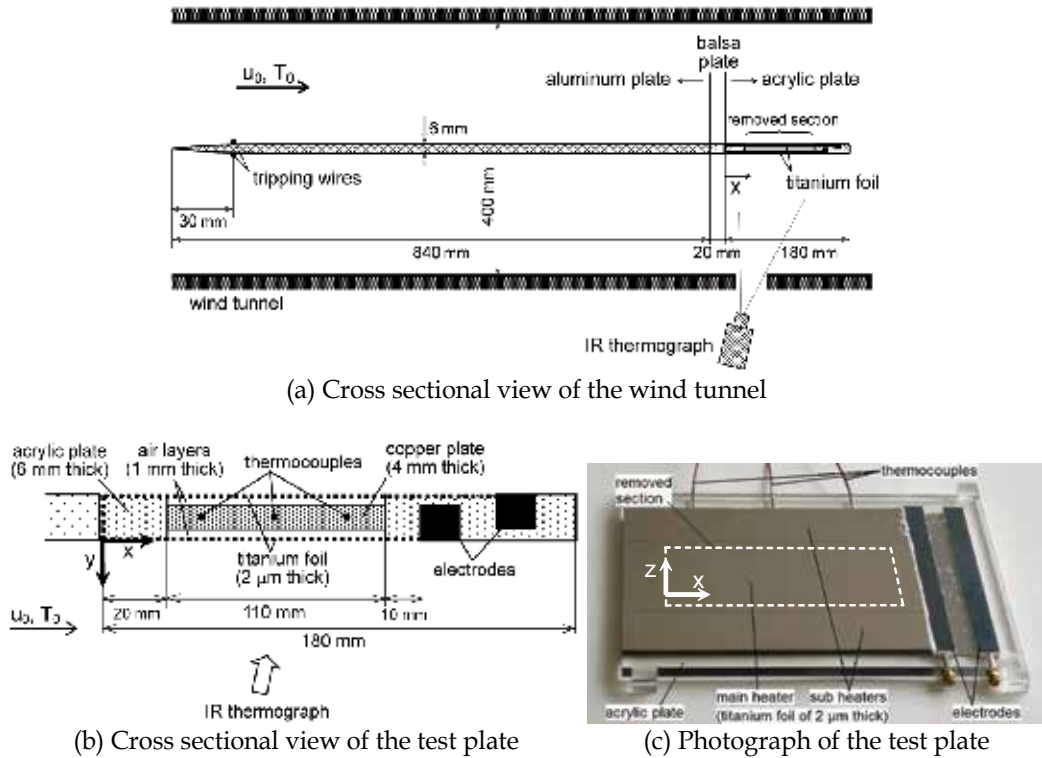 balsa
plate
u₀, T₀
aluminum plate
acrylic plate
removed section
6 mm
tripping wires
titanium foil
x
30 mm
400 mm
840 mm
20 mm
180 mm
wind tunnel
IR thermograph
(a) Cross sectional view of the wind tunnel
acrylic plate
(6 mm thick)
air layers
(1 mm thick)
thermocouples
copper plate
(4 mm thick)
x
y
titanium foil
(2 µm thick)
electrodes
u₀, T₀
20 mm
110 mm
10 mm
180 mm
IR thermograph
(b) Cross sectional view of the test plate
thermocouples
removed
section
z
x
acrylic plate
main heater
sub heaters
(titanium foil of 2 µm thick)
electrodes
(c) Photograph of the test plate